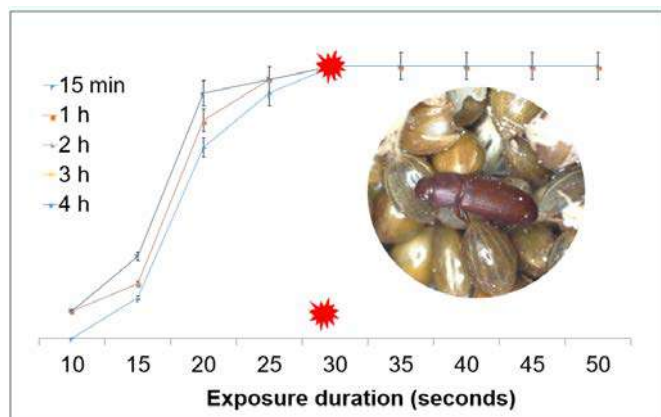 15 min
1 h
2 h
3 h
4 h
10 15 20 25 30 35 40 45 50
Exposure duration (seconds)